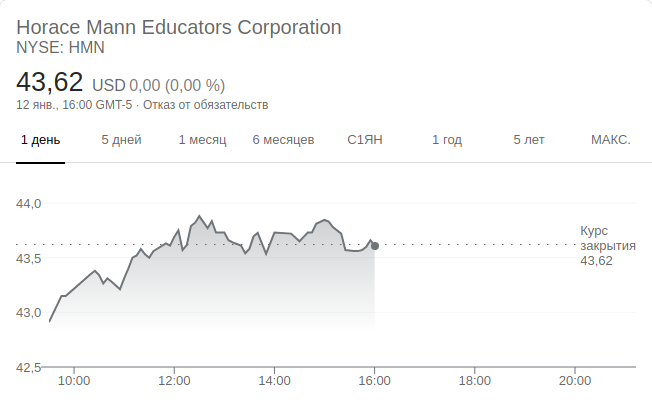 Horace Mann Educators Corporation
NYSE: HMN
43,62 USD 0,00 (0,00 %)
12 янв., 16:00 GMT-5 · Отказ от обязательств
1 день 5 дней 1 месяц 6 месяцев С1ЯН 1 год 5 лет МАКС.
44,0
43,5
43,0
42,5
Курс
закрытия
43,62
10:00 12:00 14:00 16:00 18:00 20:00